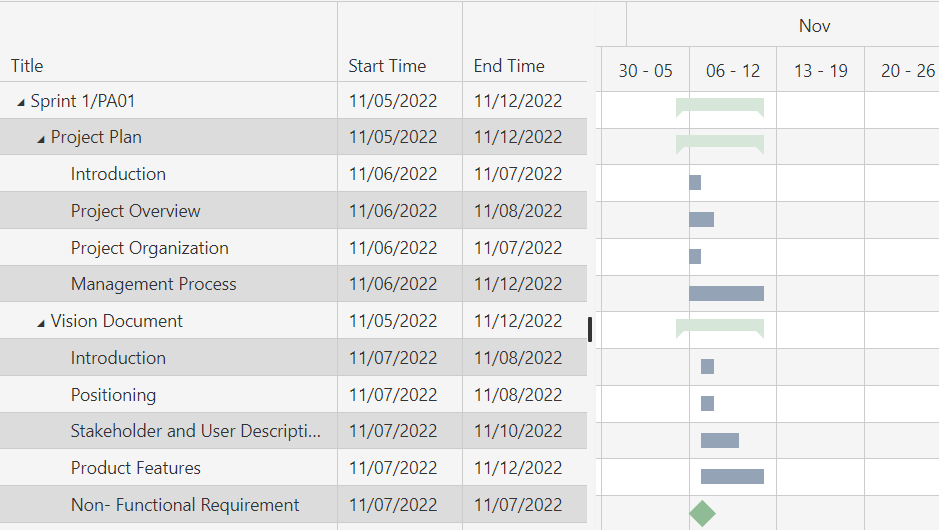 Nov
Title Start Time End Time 30 - 05 06 - 12 13 - 19 20 - 26
Sprint 1/PA01 11/05/2022 11/12/2022
Project Plan 11/05/2022 11/12/2022
Introduction 11/06/2022 11/07/2022
Project Overview 11/06/2022 11/08/2022
Project Organization 11/06/2022 11/07/2022
Management Process 11/06/2022 11/12/2022
Vision Document 11/05/2022 11/12/2022
Introduction 11/07/2022 11/08/2022
Positioning 11/07/2022 11/08/2022
Stakeholder and User Descripti... 11/07/2022 11/10/2022
Product Features 11/07/2022 11/12/2022
Non- Functional Requirement 11/07/2022 11/07/2022